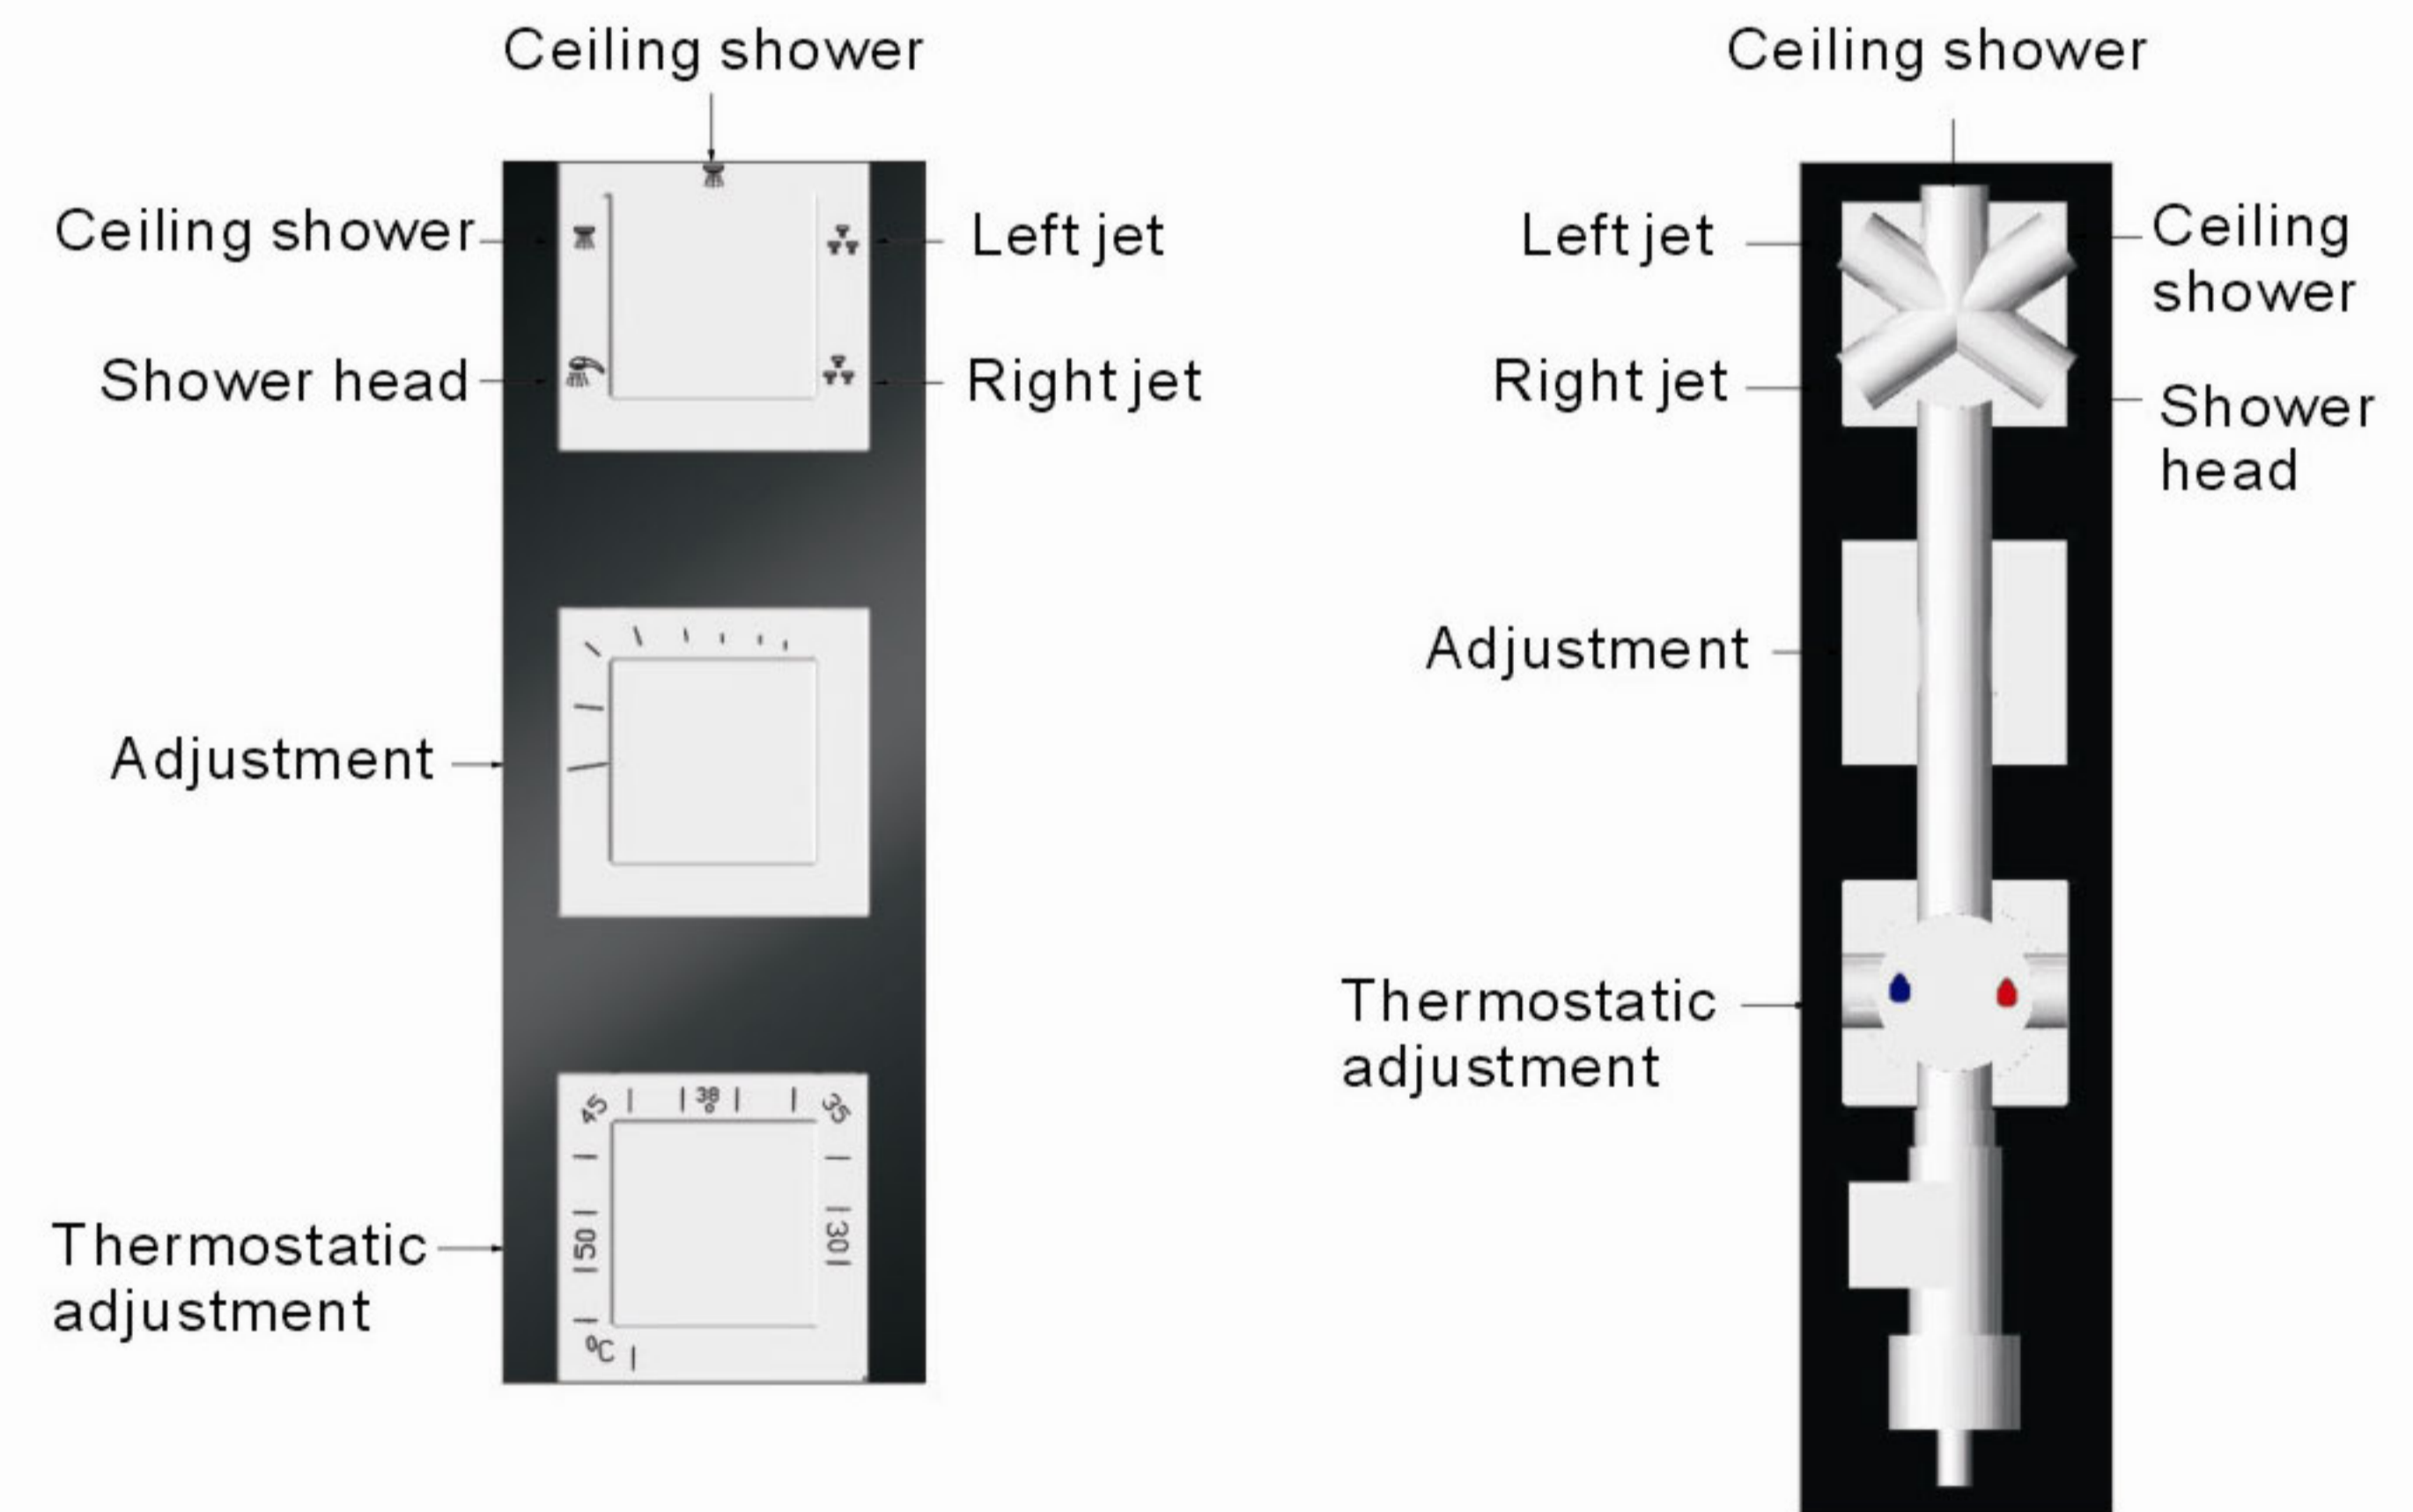 Ceiling shower
Ceiling shower
Left jet
Shower head
Right jet
Adjustment
45 38 35
50
30
Thermostatic
adjustment
°C
Ceiling shower
Left jet
Ceiling
shower
Right jet
Shower
head
Adjustment
Thermostatic
adjustment